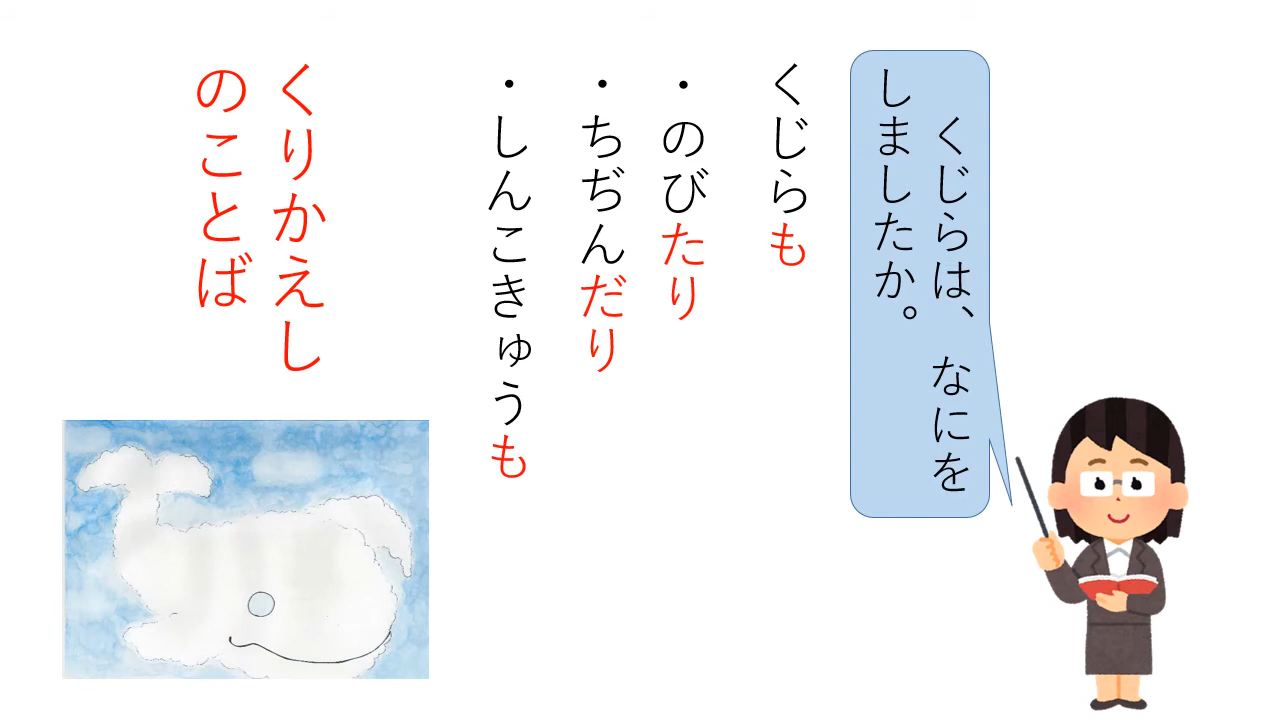 くじらは、なにを
しましたか。
くじらも
・のびたり
・ちぢんだり
・しんこきゅうも
くりかえし
のことば